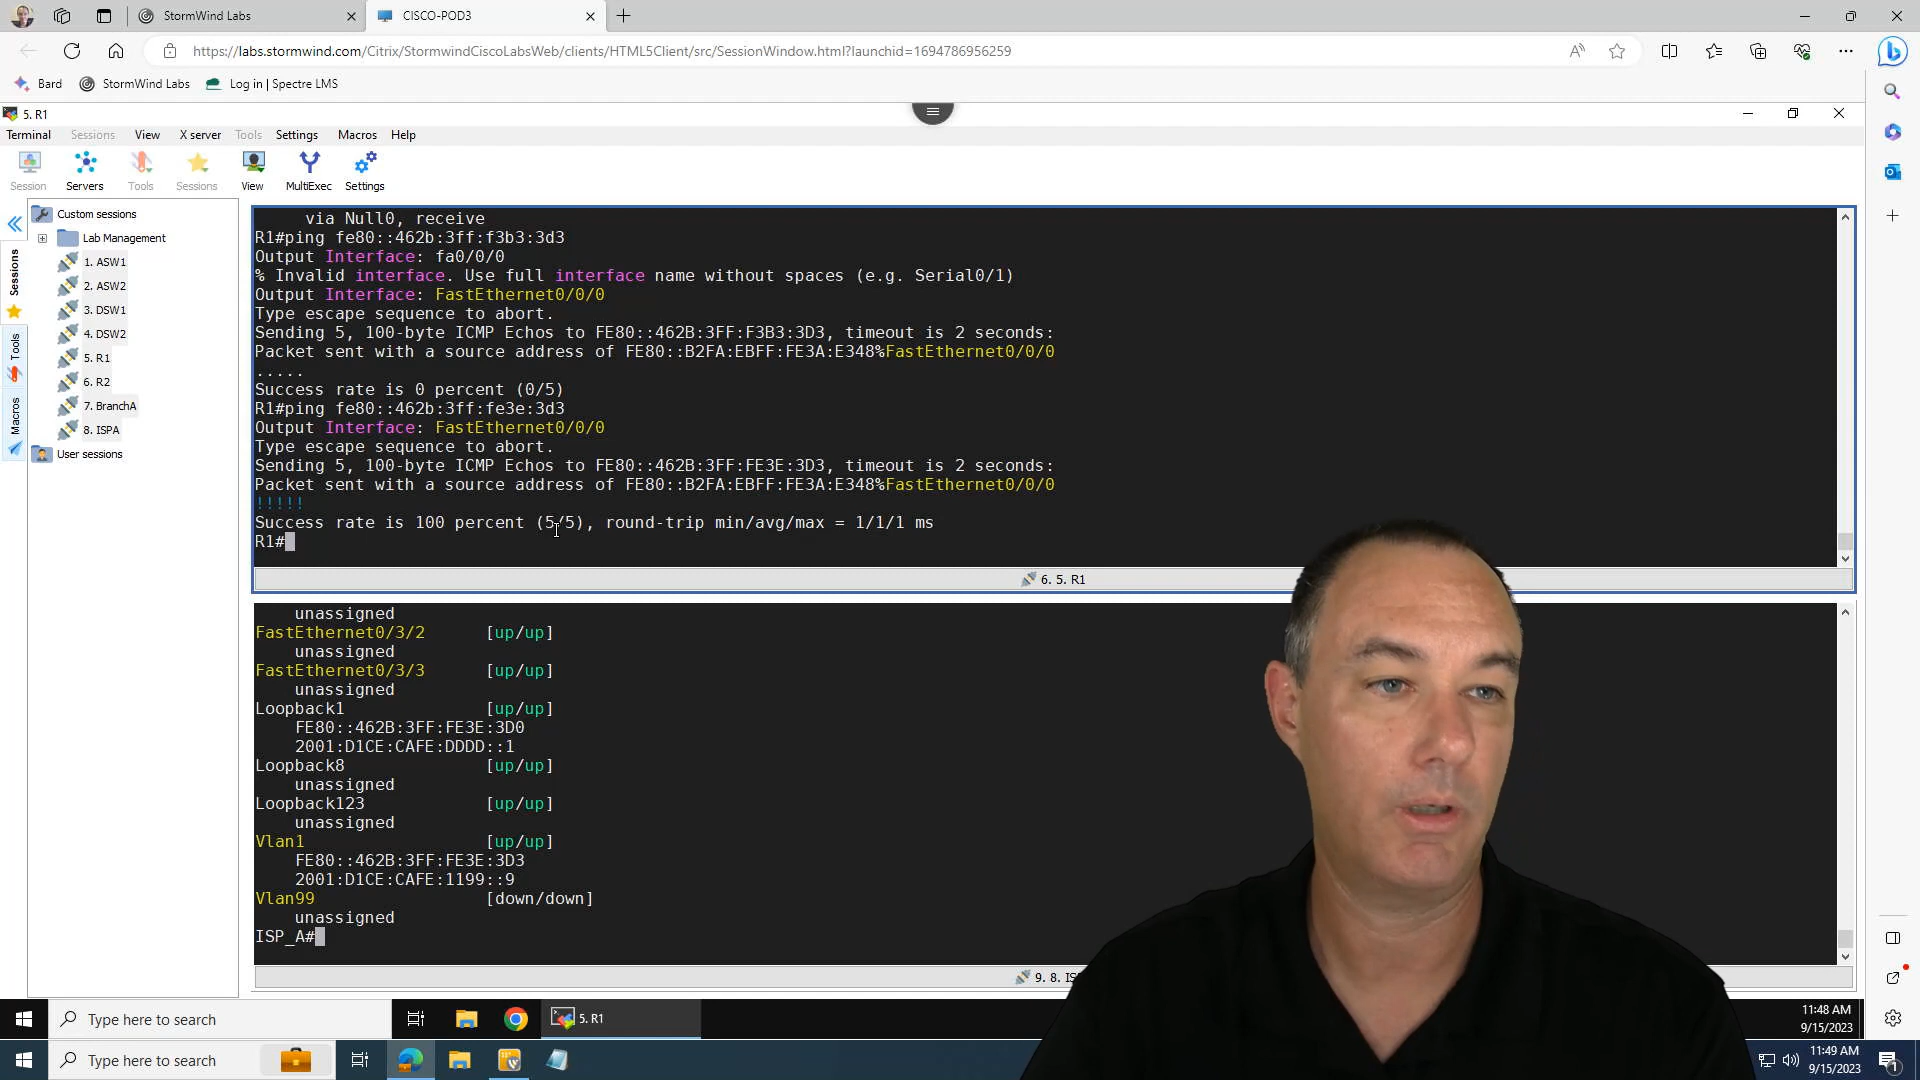 StormWind Labs
CISCO-POD3
https://labs.stormwind.com/Citrix/StormwindCiscoLabsWeb/clients/HTML5Client/src/SessionWindow.html?launchid=1694786956259
Bard
StormWind Labs
Log in | Spectre LMS
5. R1
Terminal Sessions View X server Tools Settings Macros Help
Session Servers Tools Sessions View MultiExec Settings
Sessions
Tools
Macros
Custom sessions
Lab Management
1. ASW1
2. ASW2
3. DSW1
4. DSW2
5. R1
6. R2
7. BranchA
8. ISPA
User sessions
via Null0, receive
R1#ping fe80::462b:3ff:f3b3:3d3
Output Interface: fa0/0/0
% Invalid interface. Use full interface name without spaces (e.g. Serial0/1)
Output Interface: FastEthernet0/0/0
Type escape sequence to abort.
Sending 5, 100-byte ICMP Echos to FE80::462B:3FF:F3B3:3D3, timeout is 2 seconds:
Packet sent with a source address of FE80::B2FA:EBFF:FE3A:E348%FastEthernet0/0/0
.....
Success rate is 0 percent (0/5)
R1#ping fe80::462b:3ff:fe3e:3d3
Output Interface: FastEthernet0/0/0
Type escape sequence to abort.
Sending 5, 100-byte ICMP Echos to FE80::462B:3FF:FE3E:3D3, timeout is 2 seconds:
Packet sent with a source address of FE80::B2FA:EBFF:FE3A:E348%FastEthernet0/0/0
!!!!!
Success rate is 100 percent (5/5), round-trip min/avg/max = 1/1/1 ms
R1#
6. 5. R1
unassigned
FastEthernet0/3/2 [up/up]
unassigned
FastEthernet0/3/3 [up/up]
unassigned
Loopback1 [up/up]
FE80::462B:3FF:FE3E:3D0
2001:D1CE:CAFE:DDDD::1
Loopback8 [up/up]
unassigned
Loopback123 [up/up]
unassigned
Vlan1 [up/up]
FE80::462B:3FF:FE3E:3D3
2001:D1CE:CAFE:1199::9
Vlan99 [down/down]
unassigned
ISP_A#
9. 8. IS
Type here to search
5. R1
11:48 AM
9/15/2023
Type here to search
11:49 AM
9/15/2023
1